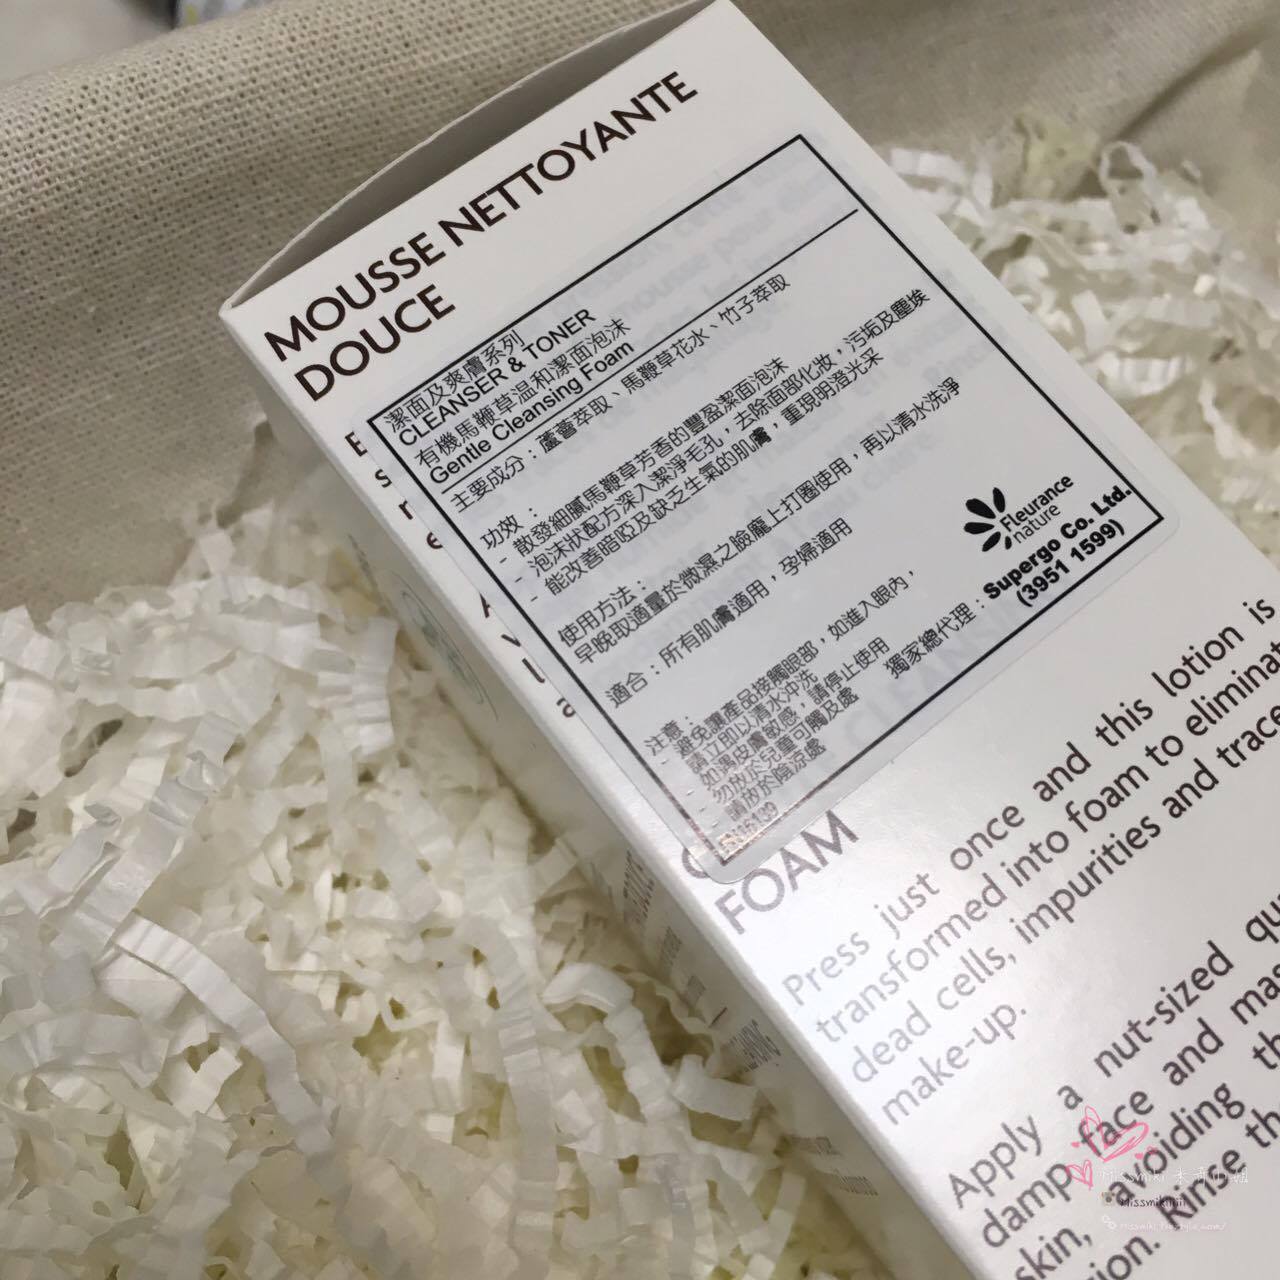 MOUSSE NETTOYANTE
DOUCE
潔面及爽膚系列
CLEANSER & TONER
有機馬鞭草温和潔面泡沫
Gentle Cleansing Foam
主要成分：蘆薈萃取、馬鞭草花水、竹子萃取
功效：
- 散發細膩馬鞭草芳香的豐盈潔面泡沫
- 泡沫狀配方深入潔淨毛孔，去除面部化妝，污垢及塵埃
- 能改善暗啞及缺乏生氣的肌膚，重現明澄光采
使用方法：
早晚取適量於微濕之臉龐上打圈使用，再以清水洗淨
適合：所有肌膚適用，孕婦適用
注意：
- 避免讓產品接觸眼部，如進入眼內，
請立即以清水冲洗
- 如遇皮膚敏感，請停止使用
- 勿放於兒童可觸及處
- 請放於陰涼處
獨家總代理：
Fleurance
nature
Supergo Co. Ltd.
(3951 1599)
FOAM
Press just once and this lotion is
transformed into foam to eliminat
dead cells, impurities and trace
make-up.
Apply a nut-sized qu
damp face and mas
skin, avoiding th
ion. Rinse th
Missmiki
Missmikiii